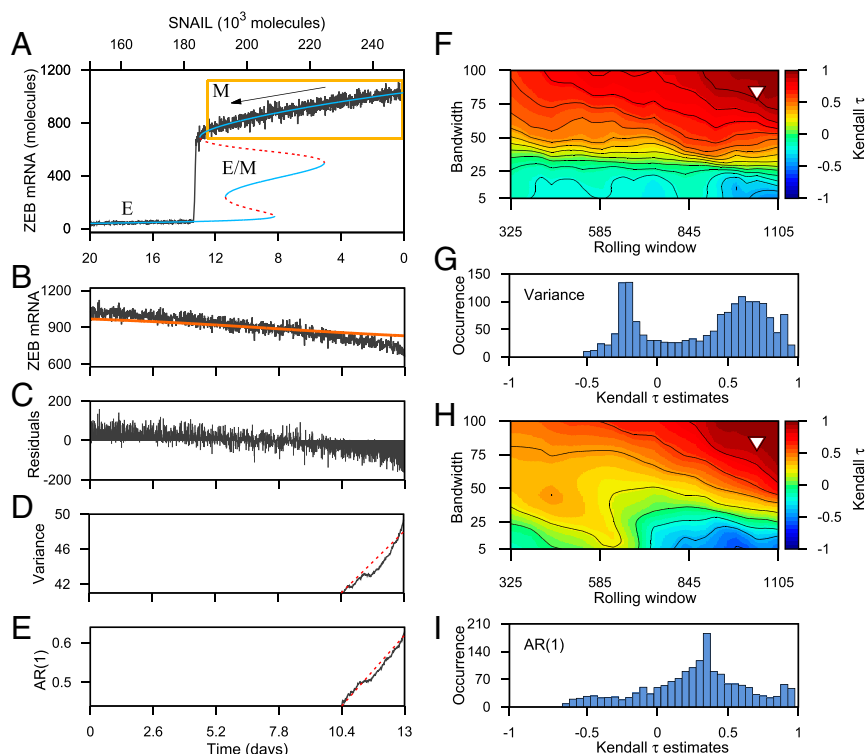 A
SNAIL (10³ molecules)
160 180 200 220 240
ZEB mRNA (molecules)
1200
800
400
0
M
E/M
E
20 16 12 8 4 0
B
ZEB mRNA
1200
900
600
C
Residuals
200
0
-200
D
Variance
50
46
42
E
AR(1)
0.6
0.5
0 2.6 5.2 7.8 10.4 13
Time (days)
F
Bandwidth
100
75
50
25
5
325 585 845 1105
Rolling window
1
0.5
0
-0.5
-1
Kendall τ
G
Occurrence
150
100
50
0
Variance
-1 -0.5 0 0.5 1
Kendall τ estimates
H
Bandwidth
100
75
50
25
5
325 585 845 1105
Rolling window
1
0.5
0
-0.5
-1
Kendall τ
I
Occurrence
210
140
70
0
AR(1)
-1 -0.5 0 0.5 1
Kendall τ estimates